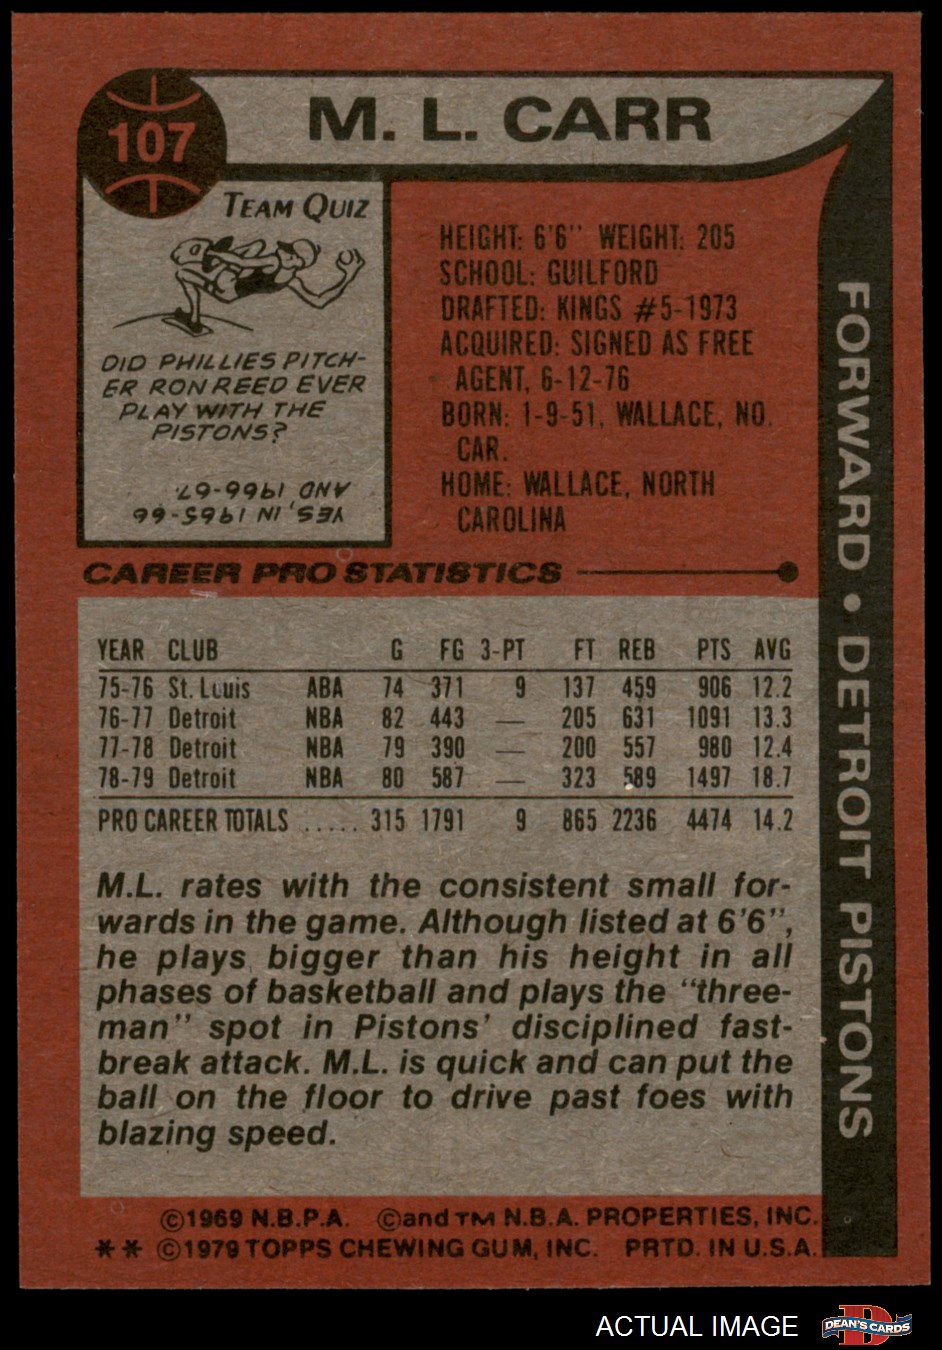 107
M. L. CARR
TEAM QUIZ
DID PHILLIES PITCH-
ER RON REED EVER
PLAY WITH THE
PISTONS?
YES, IN 1965-66
AND 1966-67.
HEIGHT: 6'6" WEIGHT: 205
SCHOOL: GUILFORD
DRAFTED: KINGS #5-1973
ACQUIRED: SIGNED AS FREE
AGENT, 6-12-76
BORN: 1-9-51, WALLACE, NO.
CAR.
HOME: WALLACE, NORTH
CAROLINA
FORWARD • DETROIT PISTONS
CAREER PRO STATISTICS
YEAR CLUB G FG 3-PT FT REB PTS AVG
75-76 St. Louis ABA 74 371 9 137 459 906 12.2
76-77 Detroit NBA 82 443 — 205 631 1091 13.3
77-78 Detroit NBA 79 390 — 200 557 980 12.4
78-79 Detroit NBA 80 587 — 323 589 1497 18.7
PRO CAREER TOTALS ..... 315 1791 9 865 2236 4474 14.2
M.L. rates with the consistent small for-
wards in the game. Although listed at 6'6",
he plays bigger than his height in all
phases of basketball and plays the "three-
man" spot in Pistons' disciplined fast-
break attack. M.L. is quick and can put the
ball on the floor to drive past foes with
blazing speed.
©1969 N.B.P.A. ©and TM N.B.A. PROPERTIES, INC.
** ©1979 TOPPS CHEWING GUM, INC. PRTD. IN U.S.A.
ACTUAL IMAGE
D
DEAN'S CARDS